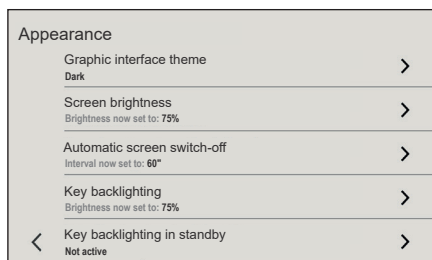 Appearance
Graphic interface theme
Dark
Screen brightness
Brightness now set to: 75%
Automatic screen switch-off
Interval now set to: 60"
Key backlighting
Brightness now set to: 75%
Key backlighting in standby
Not active